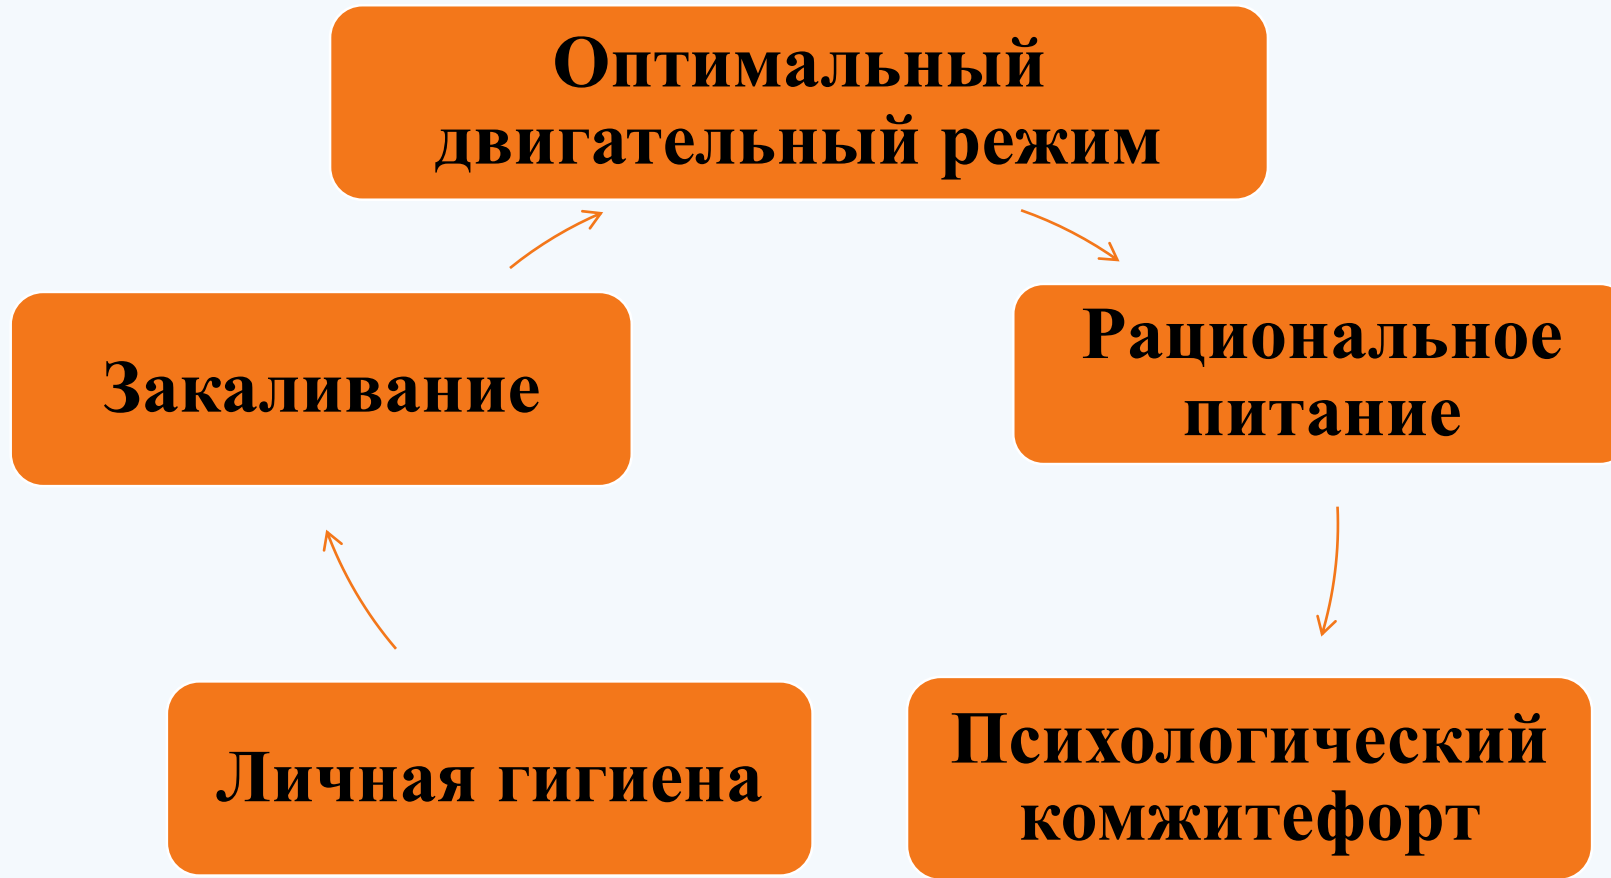 Оптимальный
двигательный режим
Закаливание
Рациональное
питание
Личная гигиена
Психологический
комжитефорт